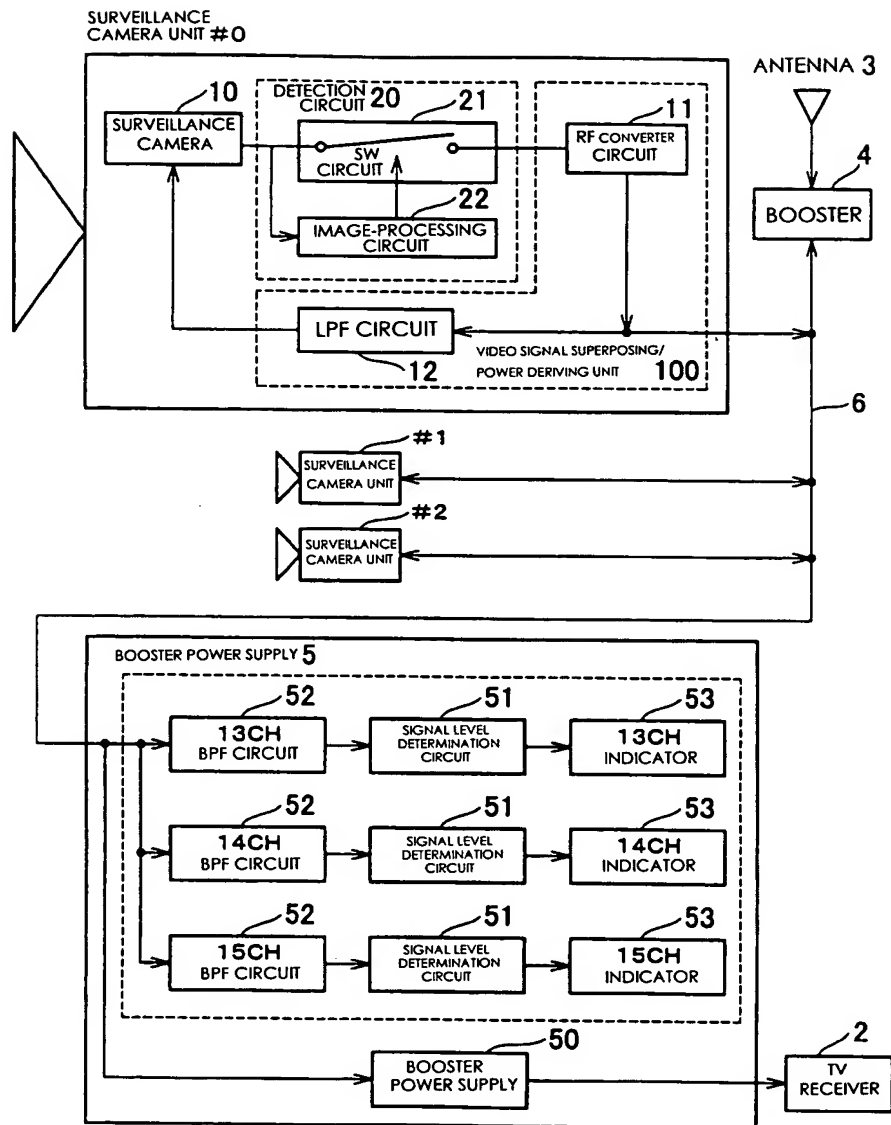 SURVEILLANCE
CAMERA UNIT #0
ANTENNA 3
10
DETECTION
CIRCUIT 20
21
11
SURVEILLANCE
CAMERA
SW
CIRCUIT
RF CONVERTER
CIRCUIT
4
BOOSTER
22
IMAGE-PROCESSING
CIRCUIT
LPF CIRCUIT
12
VIDEO SIGNAL SUPERPOSING/
POWER DERIVING UNIT 100
6
#1
SURVEILLANCE
CAMERA UNIT
#2
SURVEILLANCE
CAMERA UNIT
BOOSTER POWER SUPPLY 5
52
51
53
13CH
BPF CIRCUIT
SIGNAL LEVEL
DETERMINATION
CIRCUIT
13CH
INDICATOR
52
51
53
14CH
BPF CIRCUIT
SIGNAL LEVEL
DETERMINATION
CIRCUIT
14CH
INDICATOR
52
51
53
15CH
BPF CIRCUIT
SIGNAL LEVEL
DETERMINATION
CIRCUIT
15CH
INDICATOR
50
BOOSTER
POWER SUPPLY
2
TV
RECEIVER